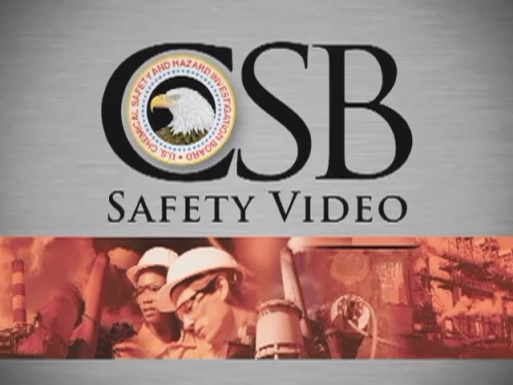 CSB
U.S. CHEMICAL SAFETY AND HAZARD INVESTIGATION BOARD
SAFETY VIDEO